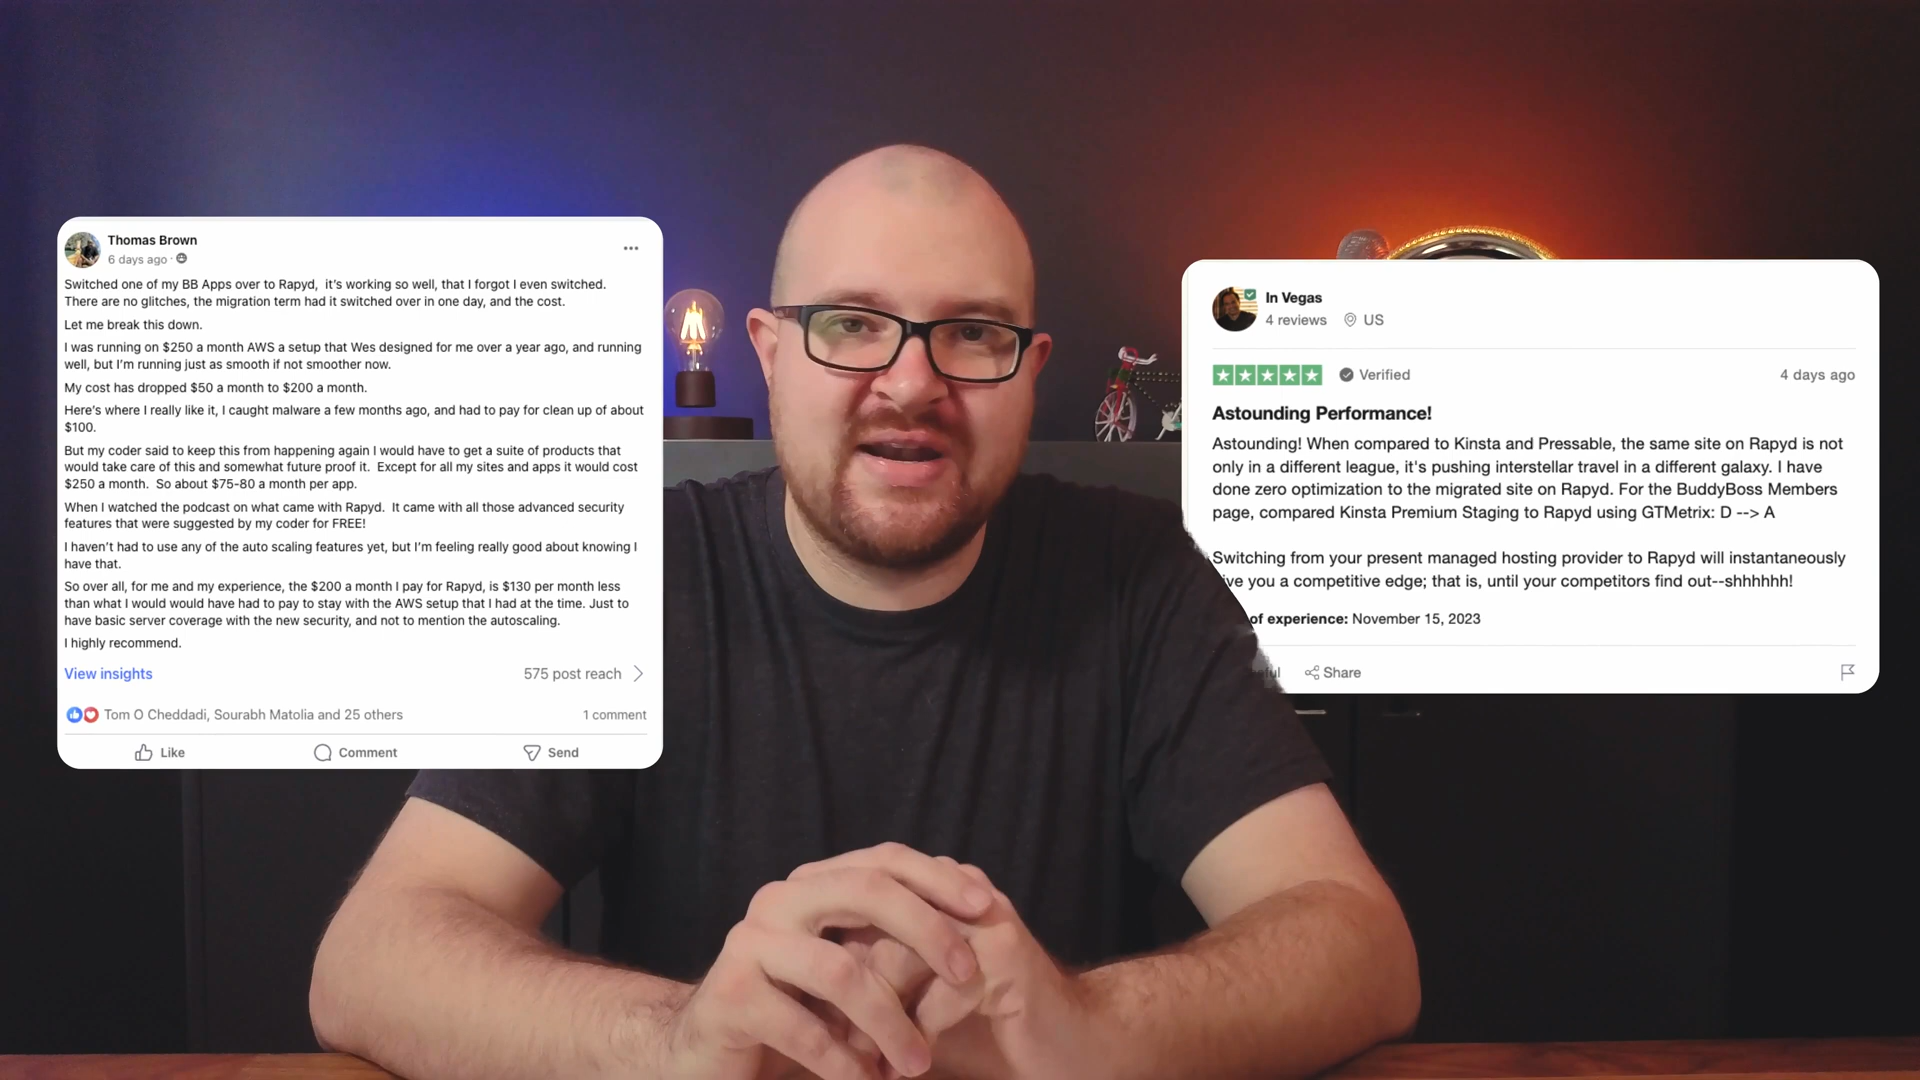 Thomas Brown
6 days ago ·
Switched one of my BB Apps over to Rapyd,  it's working so well, that I forgot I even switched.
There are no glitches, the migration term had it switched over in one day, and the cost.
Let me break this down.
I was running on $250 a month AWS a setup that Wes designed for me over a year ago, and running
well, but I'm running just as smooth if not smoother now.
My cost has dropped $50 a month to $200 a month.
Here's where I really like it, I caught malware a few months ago, and had to pay for clean up of about
$100.
But my coder said to keep this from happening again I would have to get a suite of products that
would take care of this and somewhat future proof it.  Except for all my sites and apps it would cost
$250 a month.  So about $75-80 a month per app.
When I watched the podcast on what came with Rapyd.  It came with all those advanced security
features that were suggested by my coder for FREE!
I haven't had to use any of the auto scaling features yet, but I'm feeling really good about knowing I
have that.
So over all, for me and my experience, the $200 a month I pay for Rapyd, is $130 per month less
than what I would would have had to pay to stay with the AWS setup that I had at the time. Just to
have basic server coverage with the new security, and not to mention the autoscaling.
I highly recommend.
View insights 575 post reach
Tom O Cheddadi, Sourabh Matolia and 25 others 1 comment
Like Comment Send
In Vegas
4 reviews US
Verified 4 days ago
Astounding Performance!
Astounding! When compared to Kinsta and Pressable, the same site on Rapyd is not
only in a different league, it's pushing interstellar travel in a different galaxy. I have
done zero optimization to the migrated site on Rapyd. For the BuddyBoss Members
page, compared Kinsta Premium Staging to Rapyd using GTMetrix: D --> A
Switching from your present managed hosting provider to Rapyd will instantaneously
ive you a competitive edge; that is, until your competitors find out--shhhhhh!
of experience: November 15, 2023
Share